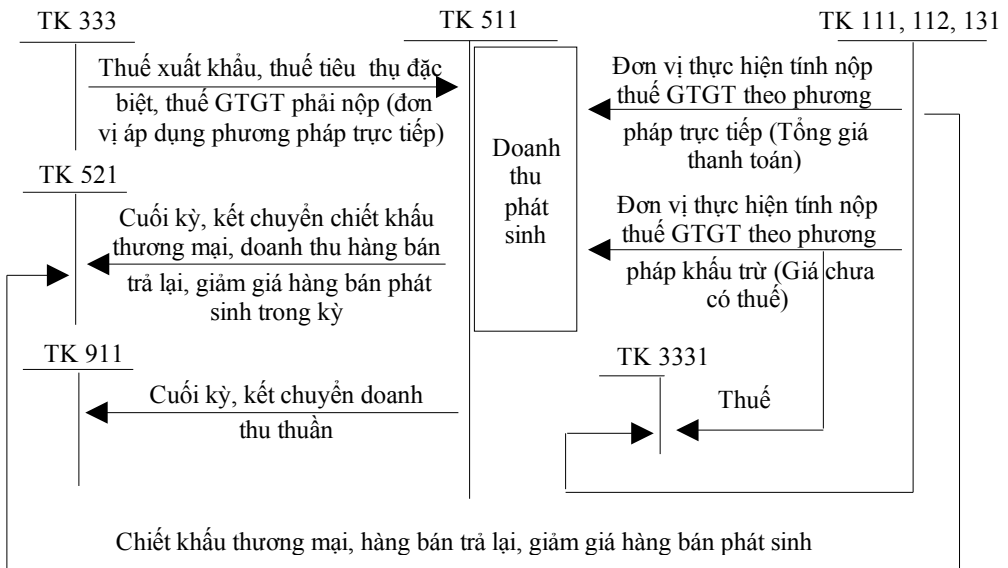 TK 333
TK 511
TK 111, 112, 131
Thuế xuất khẩu, thuế tiêu thụ đặc
biệt, thuế GTGT phải nộp (đơn
vị áp dụng phương pháp trực tiếp)
Đơn vị thực hiện tính nộp
thuế GTGT theo phương
pháp trực tiếp (Tổng giá
thanh toán)
Doanh
thu
phát
sinh
TK 521
Cuối kỳ, kết chuyển chiết khấu
thương mại, doanh thu hàng bán
trả lại, giảm giá hàng bán phát
sinh trong kỳ
Đơn vị thực hiện tính nộp
thuế GTGT theo phương
pháp khấu trừ (Giá chưa
có thuế)
TK 911
Cuối kỳ, kết chuyển doanh
thu thuần
TK 3331
Thuế
Chiết khấu thương mại, hàng bán trả lại, giảm giá hàng bán phát sinh